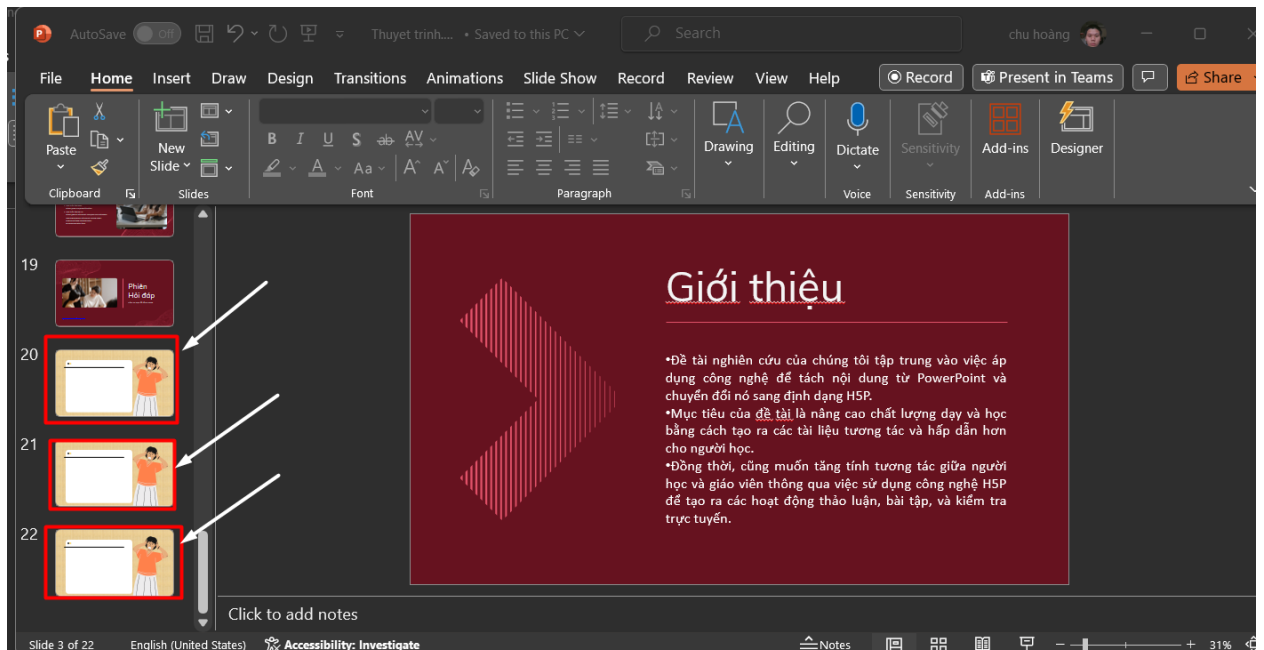 AutoSave Off Thuyet trinh.... • Saved to this PC Search chu hoàng
File Home Insert Draw Design Transitions Animations Slide Show Record Review View Help Record Present in Teams Share
Paste New Slide B I U S ab AV Aa A A A Drawing Editing Dictate Sensitivity Add-ins Designer
Clipboard Slides Font Paragraph Voice Sensitivity Add-ins
19
Phiên
Hỏi đáp
20
21
22
Giới thiệu
•Đề tài nghiên cứu của chúng tôi tập trung vào việc áp
dụng công nghệ để tách nội dung từ PowerPoint và
chuyển đổi nó sang định dạng H5P.
•Mục tiêu của đề tài là nâng cao chất lượng dạy và học
bằng cách tạo ra các tài liệu tương tác và hấp dẫn hơn
cho người học.
•Đồng thời, cũng muốn tăng tính tương tác giữa người
học và giáo viên thông qua việc sử dụng công nghệ H5P
để tạo ra các hoạt động thảo luận, bài tập, và kiểm tra
trực tuyến.
Click to add notes
Slide 3 of 22 English (United States) Accessibility: Investigate Notes 31%